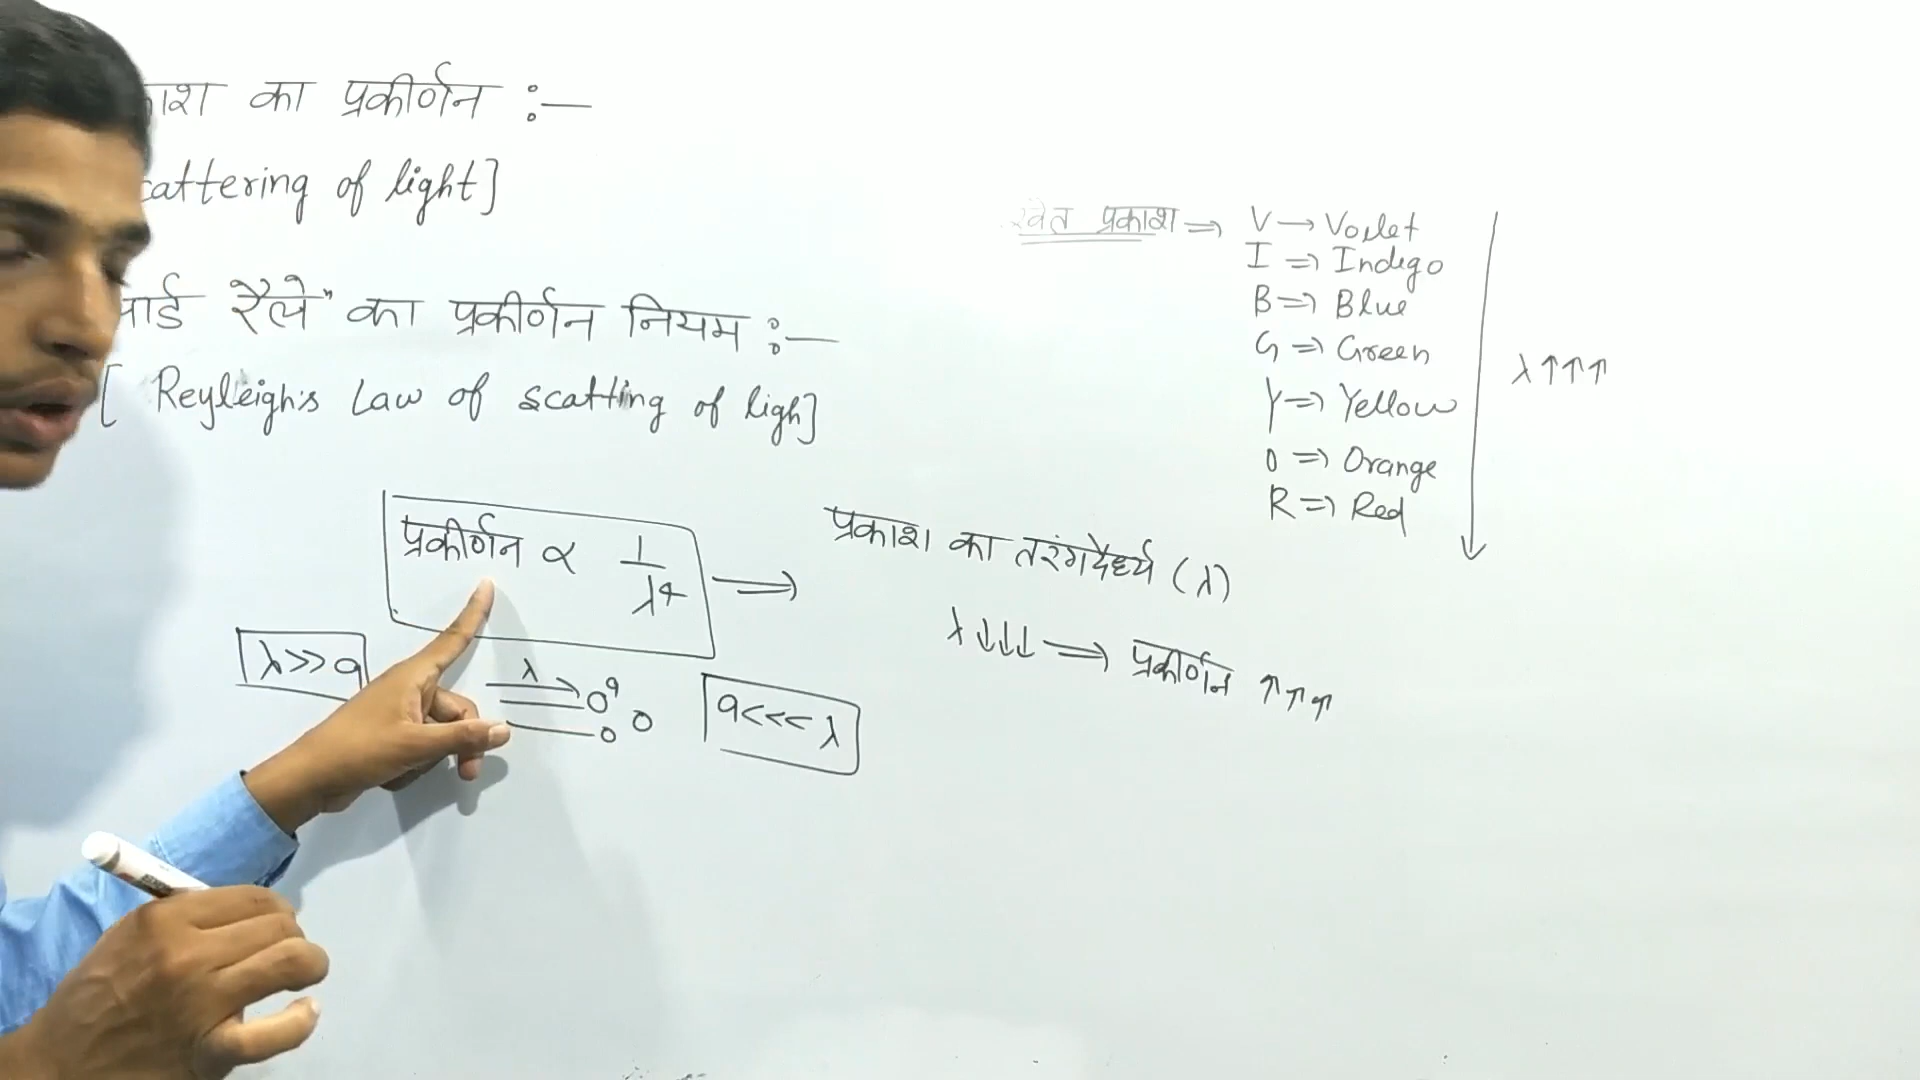 का प्रकीर्णन :—
cattering of light]
रैले" का प्रकीर्णन नियम :—
[ Reyleigh's Law of scatting of ligh]
प्रकीर्णन ∝ 1/λ4 ⟹ प्रकाश का तरंगदैर्ध्य (λ)
λ↓↓↓ ⟹ प्रकीर्णन ↑↑↑
λ>>a
λ
a
a<<<λ
श्वेत प्रकाश ⇒ V → Voilet
I ⇒ Indigo
B ⇒ Blue
G ⇒ Green
Y ⇒ Yellow
O ⇒ Orange
R ⇒ Red
λ↑↑↑